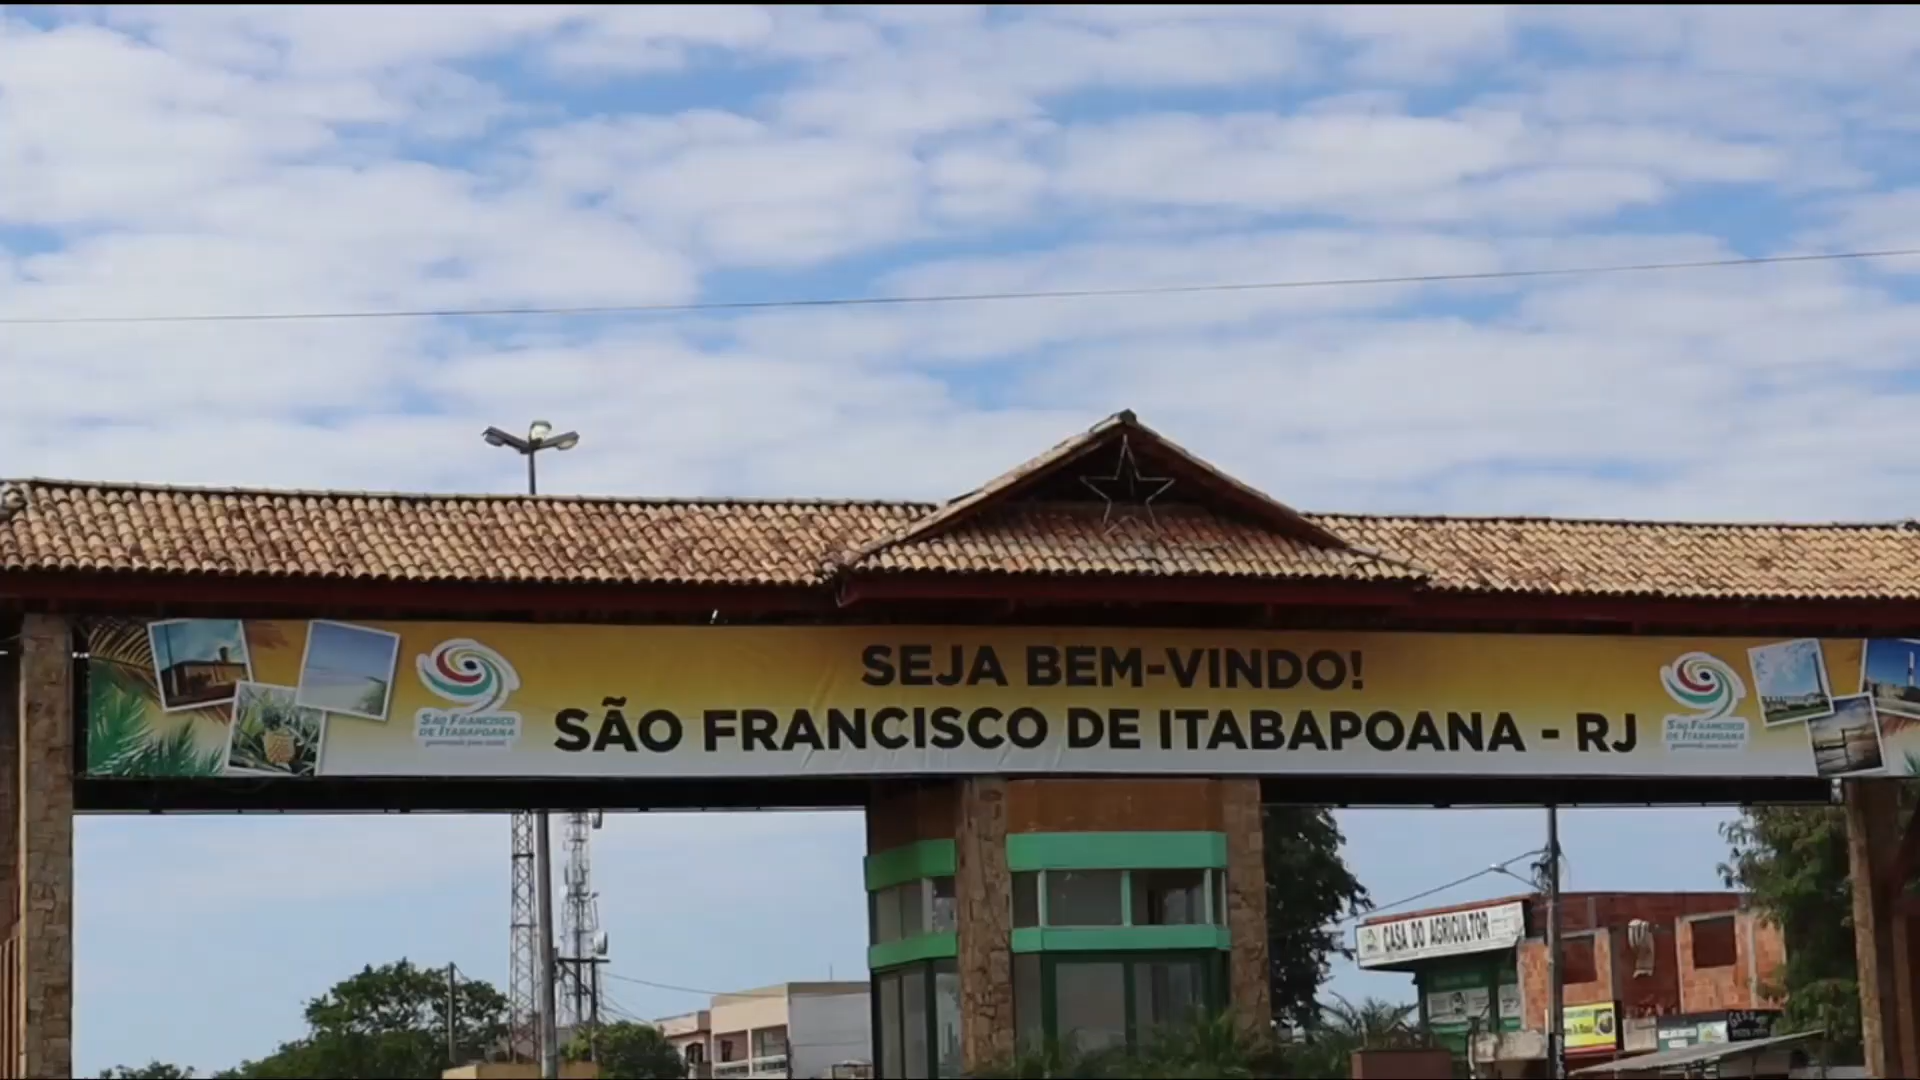 SEJA BEM-VINDO!
SÃO FRANCISCO DE ITABAPOANA - RJ
SÃO FRANCISCO
DE ITABAPOANA
SÃO FRANCISCO
DE ITABAPOANA
CASA DO AGRICULTOR